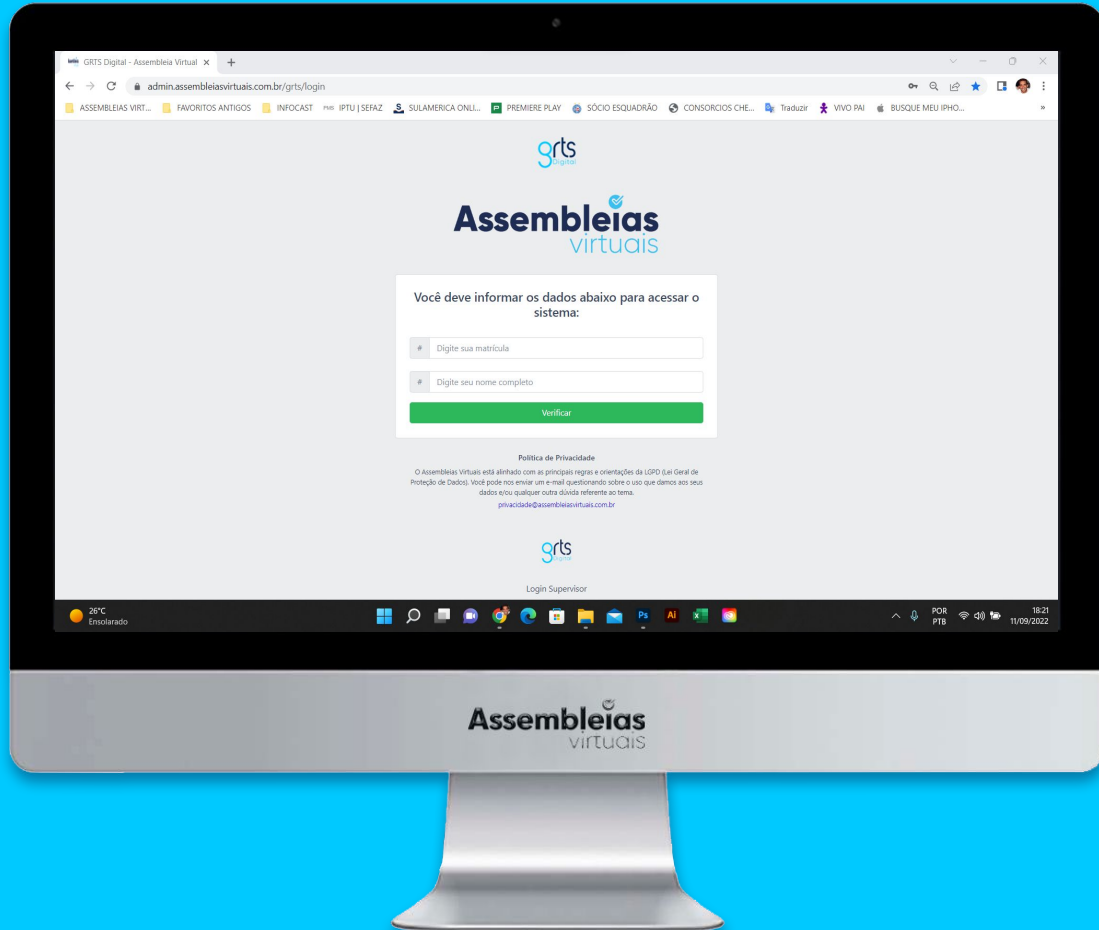 GRTS Digital - Assembleia Virtual
admin.assembleiasvirtuais.com.br/grts/login
ASSEMBLEIAS VIRT... FAVORITOS ANTIGOS INFOCAST PMS IPTU | SEFAZ S SULAMERICA ONLI... P PREMIERE PLAY SÓCIO ESQUADRÃO CONSORCIOS CHE... Traduzir VIVO PAI BUSQUE MEU IPHO... »
grts
Digital
Assembleias
virtuais
Você deve informar os dados abaixo para acessar o
sistema:
# Digite sua matrícula
# Digite seu nome completo
Verificar
Política de Privacidade
O Assembleias Virtuais está alinhado com as principais regras e orientações da LGPD (Lei Geral de
Proteção de Dados). Você pode nos enviar um e-mail questionando sobre o uso que damos aos seus
dados e/ou qualquer outra dúvida referente ao tema.
privacidade@assembleiasvirtuais.com.br
grts
Digital
Login Supervisor
26°C
Ensolarado
Ps Ai
POR
PTB
18:21
11/09/2022
Assembleias
virtuais